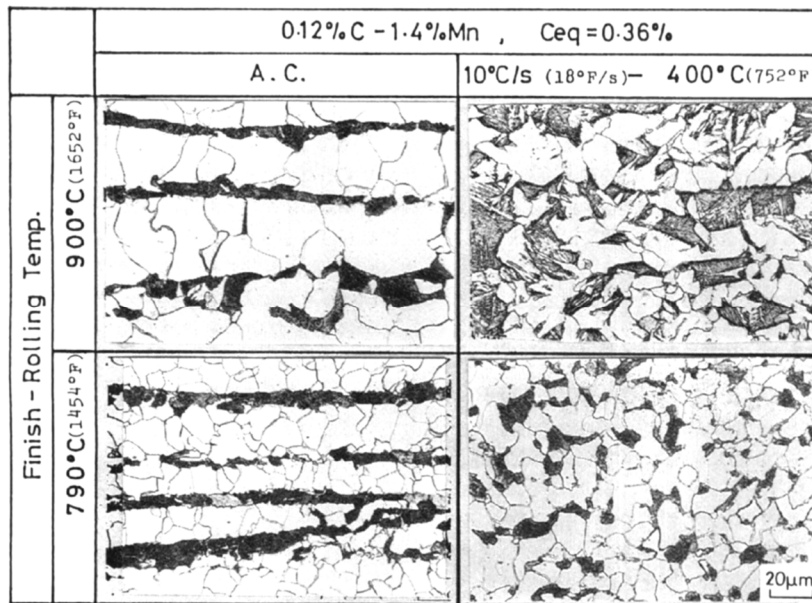 0.12%C - 1.4%Mn , Ceq=0.36%
A. C.
10°C/s (18°F/s)— 400°C(752°F
Finish-Rolling Temp.
900°C(1652°F)
790°C(1454°F)
20μm